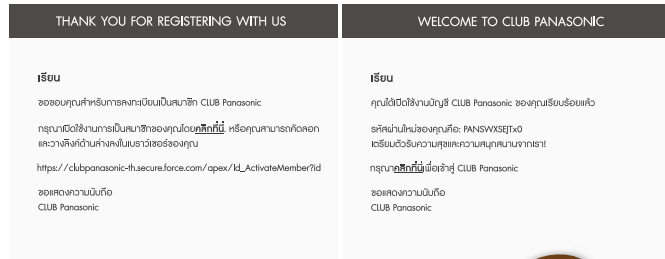 THANK YOU FOR REGISTERING WITH US
เรียน
ขอขอบคุณสำหรับการลงทะเบียนเป็นสมาชิก CLUB Panasonic
กรุณาเปิดใช้งานการเป็นสมาชิกของคุณโดยคลิกที่นี่. หรือคุณสามารถคัดลอก
และวางลิงค์ด้านล่างลงในเบราว์เซอร์ของคุณ
https://clubpanasonic-th.secure.force.com/apex/ld_ActivateMember?id
ขอแสดงความนับถือ
CLUB Panasonic
WELCOME TO CLUB PANASONIC
เรียน
คุณได้เปิดใช้งานบัญชี CLUB Panasonic ของคุณเรียบร้อยแล้ว
รหัสผ่านใหม่ของคุณคือ: PANSWXSEJTx0
เตรียมตัวรับความสุขและความสนุกสนานจากเรา!
กรุณาคลิกที่นี่เพื่อเข้าสู่ CLUB Panasonic
ขอแสดงความนับถือ
CLUB Panasonic